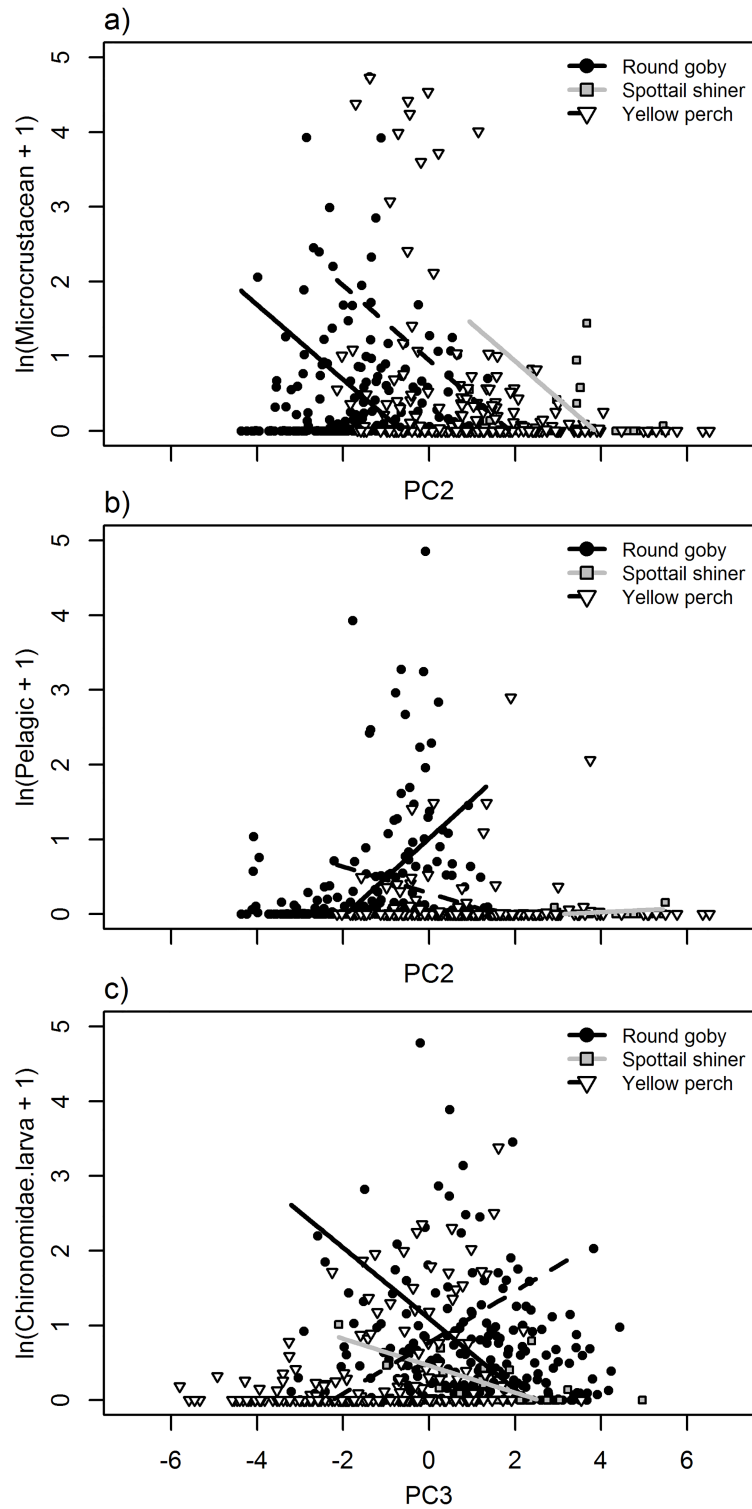 a)
5
4
3
2
1
0
ln(Microcrustacean + 1)
Round goby
Spottail shiner
Yellow perch
PC2
b)
5
4
3
2
1
0
ln(Pelagic + 1)
Round goby
Spottail shiner
Yellow perch
PC2
c)
5
4
3
2
1
0
ln(Chironomidae.larva + 1)
Round goby
Spottail shiner
Yellow perch
-6 -4 -2 0 2 4 6
PC3